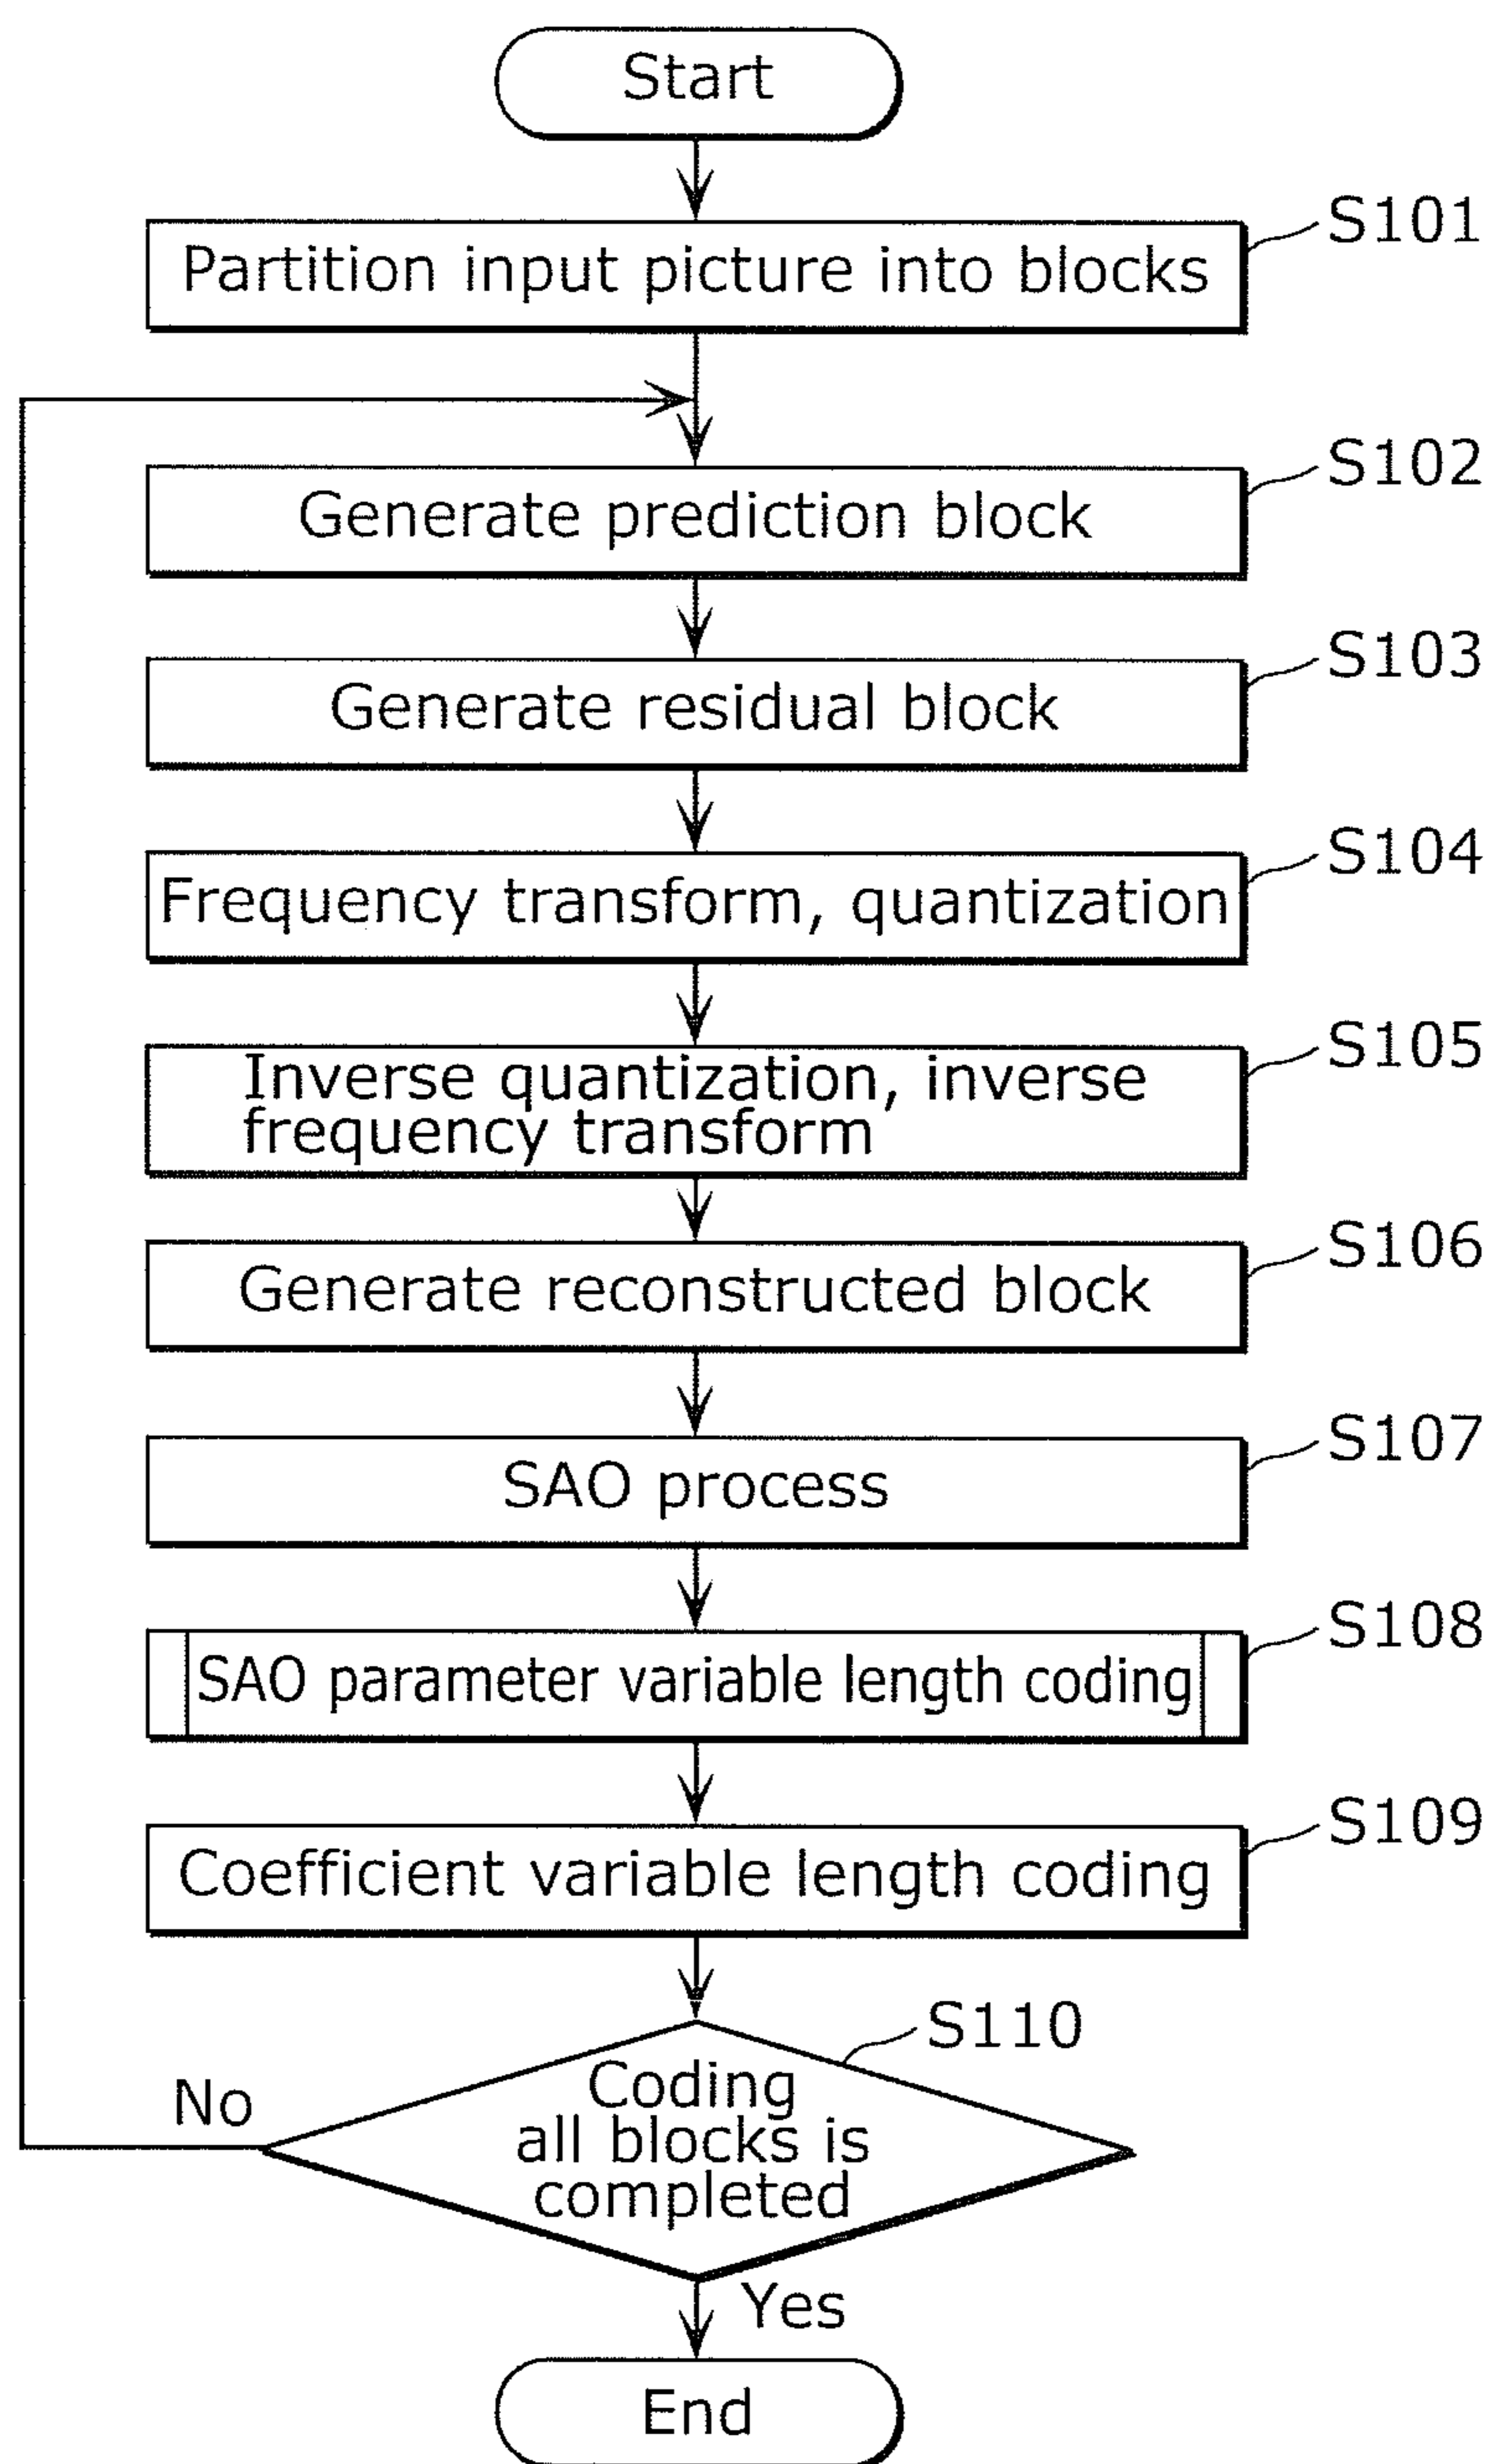 Start
Partition input picture into blocks
S101
Generate prediction block
S102
Generate residual block
S103
Frequency transform, quantization
S104
Inverse quantization, inverse
frequency transform
S105
Generate reconstructed block
S106
SAO process
S107
SAO parameter variable length coding
S108
Coefficient variable length coding
S109
S110
Coding
all blocks is
completed
No
Yes
End